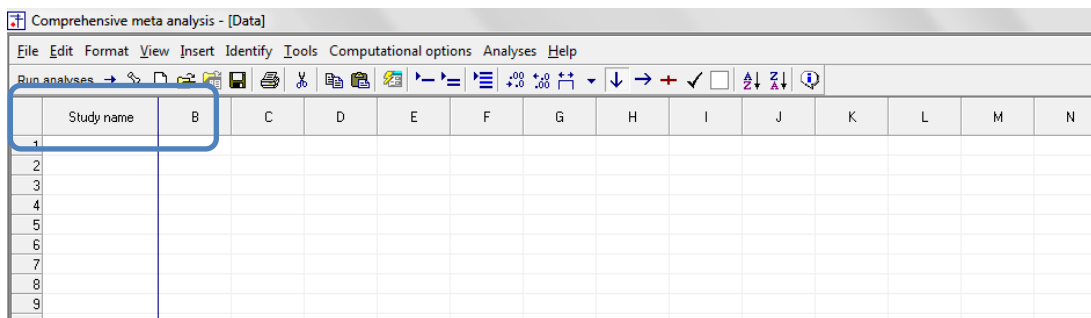 Comprehensive meta analysis - [Data]
File Edit Format View Insert Identify Tools Computational options Analyses Help
Run analyses
Study name B C D E F G H I J K L M N
1
2
3
4
5
6
7
8
9